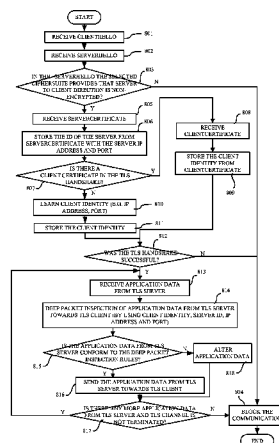 START
RECEIVE CLIENTHELLO
801
RECEIVE SERVERHELLO
802
803
IN THE SERVERHELLO THE SELECTED
CIPHERSUITE PROVIDES THAT SERVER
TO CLIENT DIRECTION IS NON-
ENCRYPTED?
N
Y
805
RECEIVE SERVERCERTIFICATE
806
STORE THE ID OF THE SERVER FROM
SERVERCERTIFICATE WITH THE SERVER IP
ADDRESS AND PORT
808
RECEIVE
CLIENTCERTIFICATE
STORE THE CLIENT
IDENTITY FROM
CLIENTCERTIFICATE
809
IS THERE A
CLIENT CERTIFICATE IN THE TLS
HANDSHAKE?
Y
807
N
810
LEARN CLIENT IDENTITY (E.G. IP
ADDRESS, PORT)
811
STORE THE CLIENT IDENTITY
812
WAS THE TLS HANDSHAKE
SUCCESSFUL?
N
Y
813
RECEIVE APPLICATION DATA
FROM TLS SERVER
814
DEEP PACKET INSPECTION OF APPLICATION DATA FROM TLS SERVER
TOWARDS TLS CLIENT (BY USING CLIENT IDENTITY, SERVER ID, IP
ADDRESS AND PORT)
IS THE APPLICATION DATA FROM TLS
SERVER CONFORM TO THE DEEP PACKET
INSPECTION RULES?
815
N
Y
ALTER
APPLICATION DATA
818
SEND THE APPLICATION DATA FROM TLS
SERVER TOWARDS TLS CLIENT
816
IS THERE ANY MORE APPLICATION DATA
FROM TLS SERVER AND TLS CHANNEL IS
NOT TERMINATED?
817
Y
N
804
BLOCK THE
COMMUNICATION
END